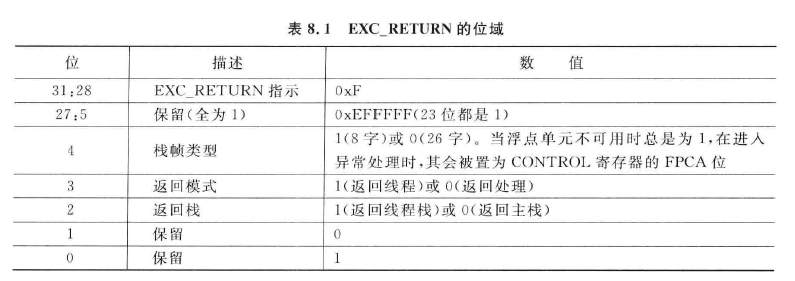 表 8.1 EXC_RETURN 的位域
位 描述 数 值
31:28 EXC_RETURN 指示 0xF
27:5 保留(全为 1) 0xEFFFFF(23 位都是 1)
4 栈帧类型 1(8 字)或 0(26 字)。当浮点单元不可用时总是为 1,在进入
异常处理时,其会被置为 CONTROL 寄存器的 FPCA 位
3 返回模式 1(返回线程)或 0(返回处理)
2 返回栈 1(返回线程栈)或 0(返回主栈)
1 保留 0
0 保留 1